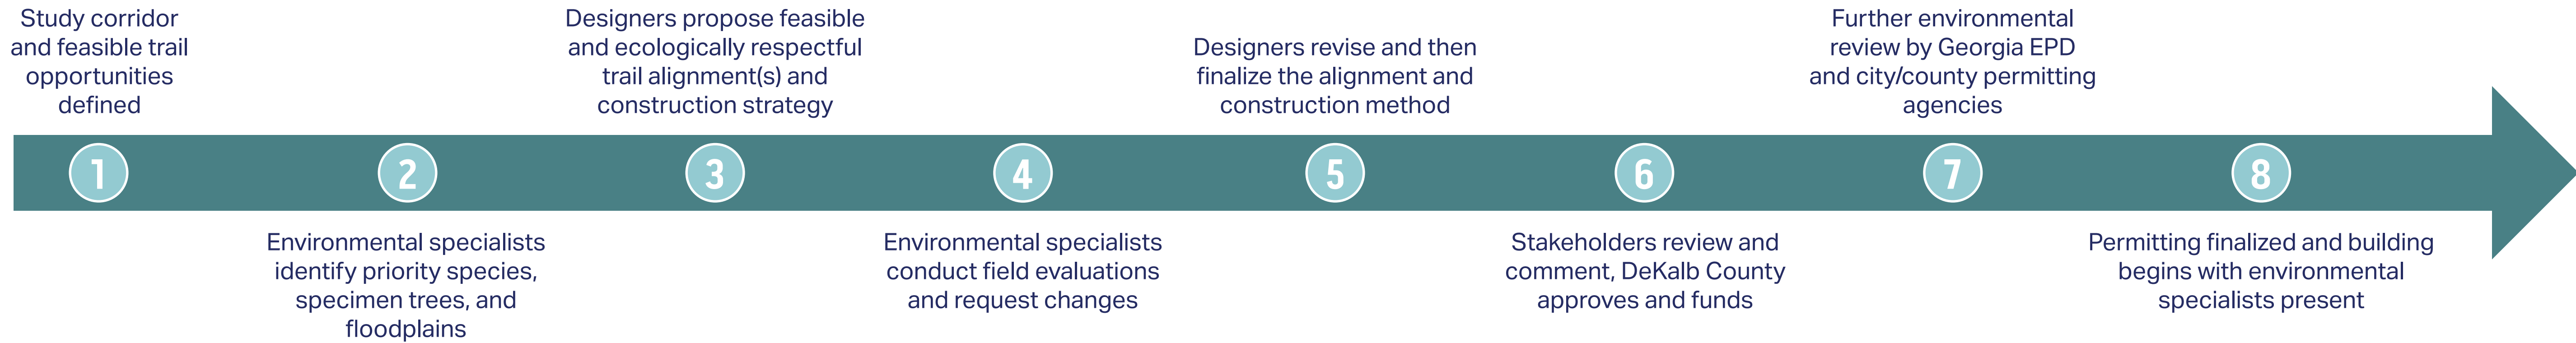 Study corridor
and feasible trail
opportunities
defined
1
Environmental specialists
identify priority species,
specimen trees, and
floodplains
2
Designers propose feasible
and ecologically respectful
trail alignment(s) and
construction strategy
3
Environmental specialists
conduct field evaluations
and request changes
4
Designers revise and then
finalize the alignment and
construction method
5
Stakeholders review and
comment, DeKalb County
approves and funds
6
Further environmental
review by Georgia EPD
and city/county permitting
agencies
7
Permitting finalized and building
begins with environmental
specialists present
8